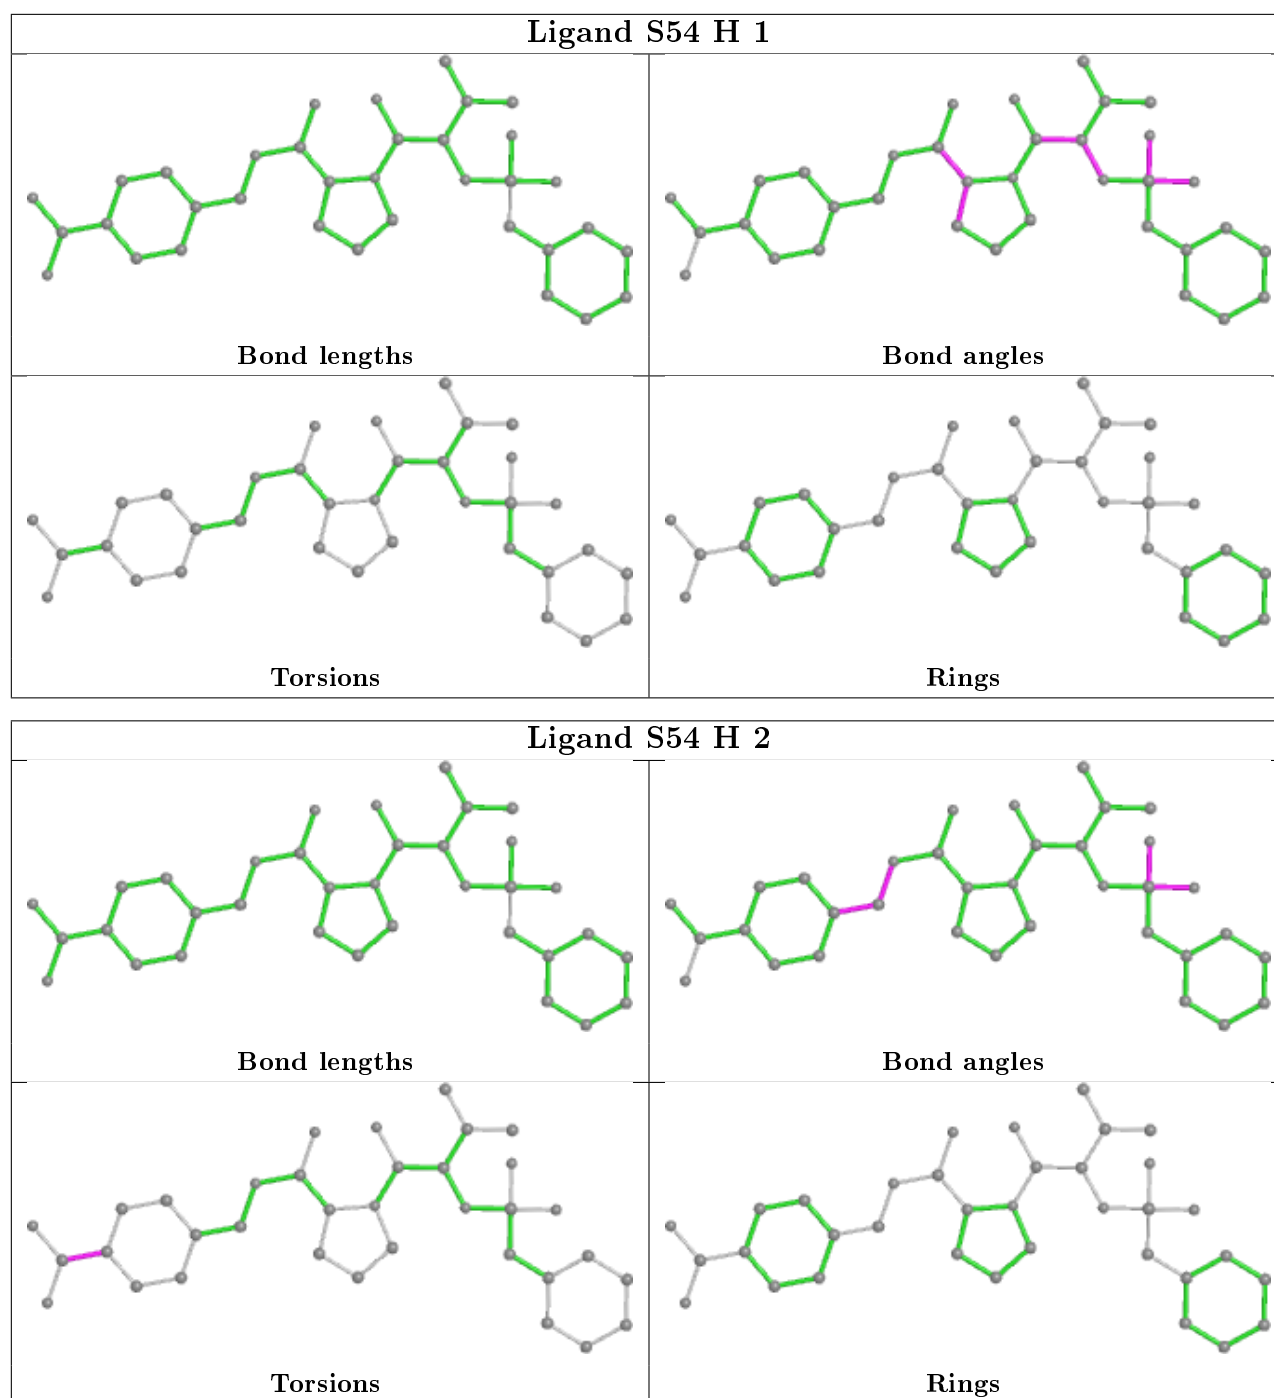 Ligand S54 H 1
Bond lengths
Bond angles
Torsions
Rings
Ligand S54 H 2
Bond lengths
Bond angles
Torsions
Rings